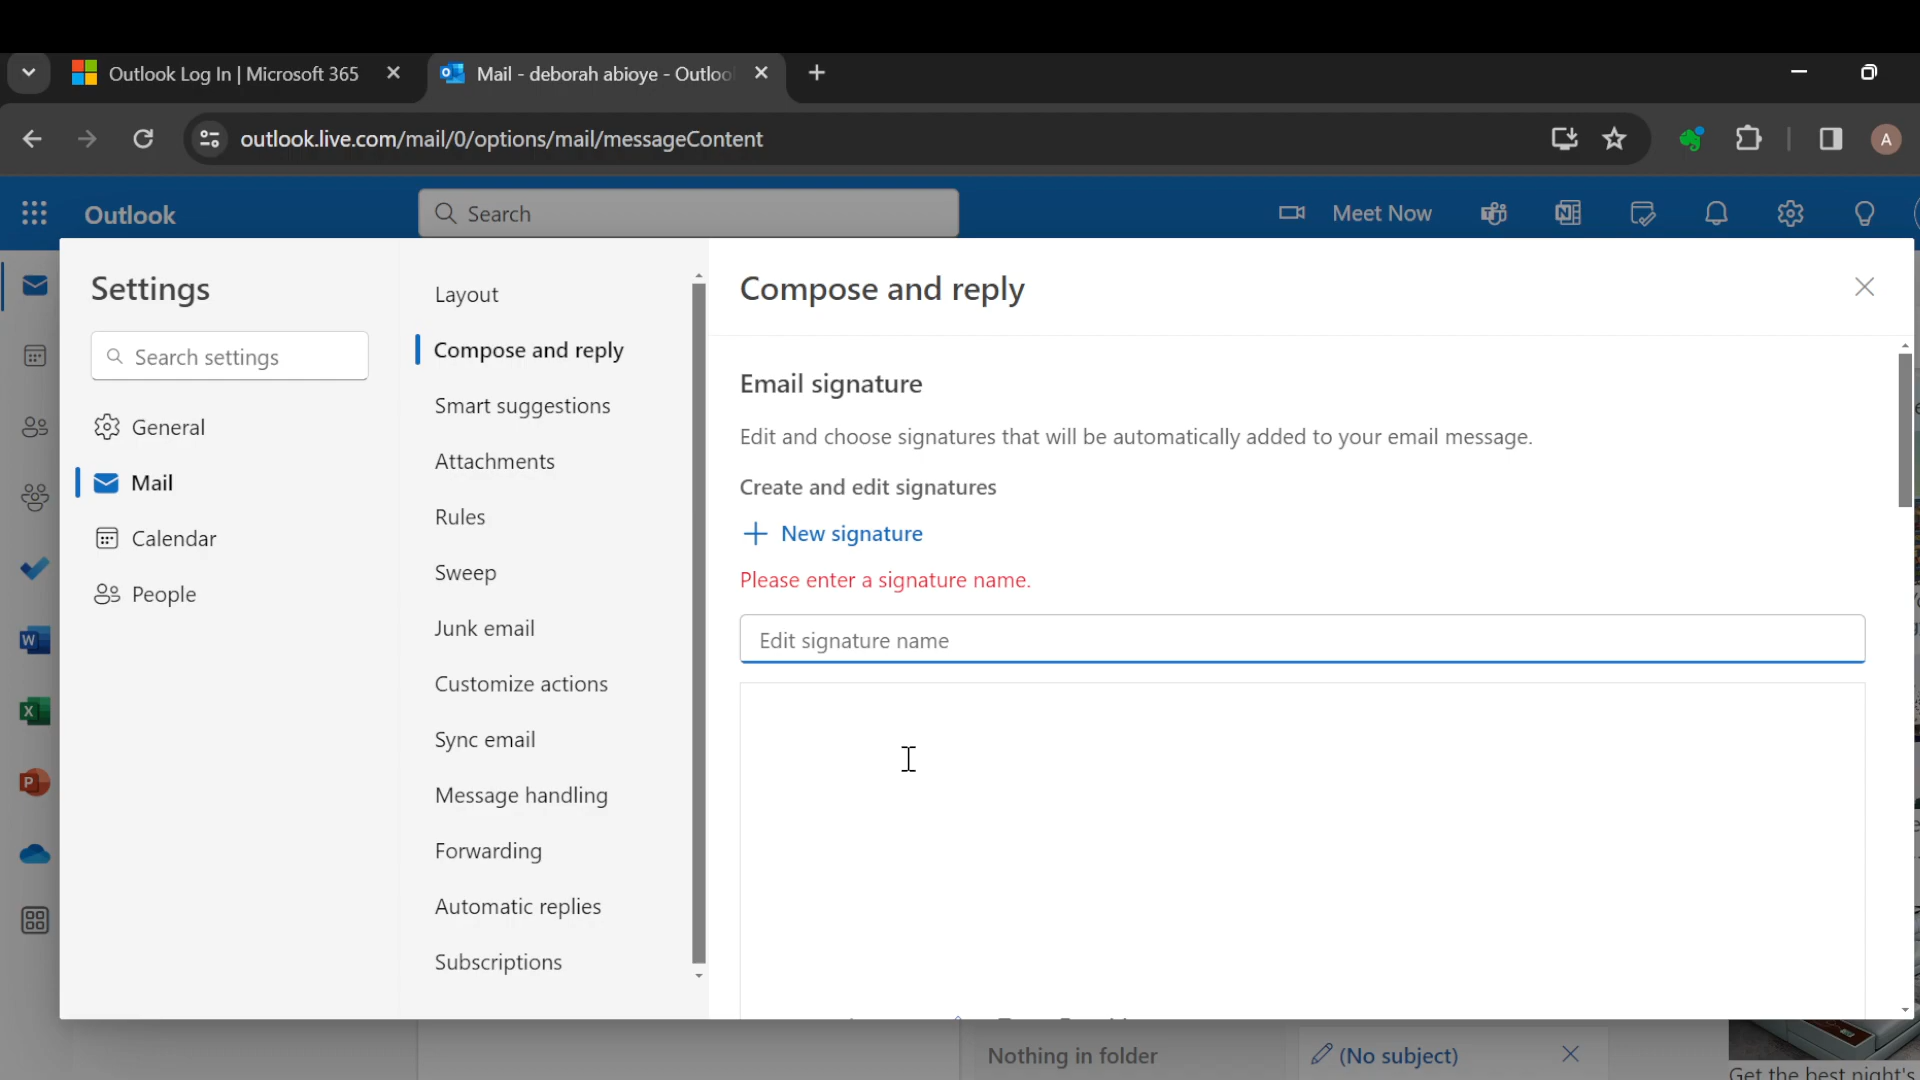 Outlook Log In | Microsoft 365
Mail - deborah abioye - Outloo
outlook.live.com/mail/0/options/mail/messageContent
A
Outlook
Search
Meet Now
Settings
Search settings
General
Mail
Calendar
People
Layout
Compose and reply
Smart suggestions
Attachments
Rules
Sweep
Junk email
Customize actions
Sync email
Message handling
Forwarding
Automatic replies
Subscriptions
Compose and reply
Email signature
Edit and choose signatures that will be automatically added to your email message.
Create and edit signatures
New signature
Please enter a signature name.
Edit signature name
Nothing in folder
(No subject)
Get the best night's